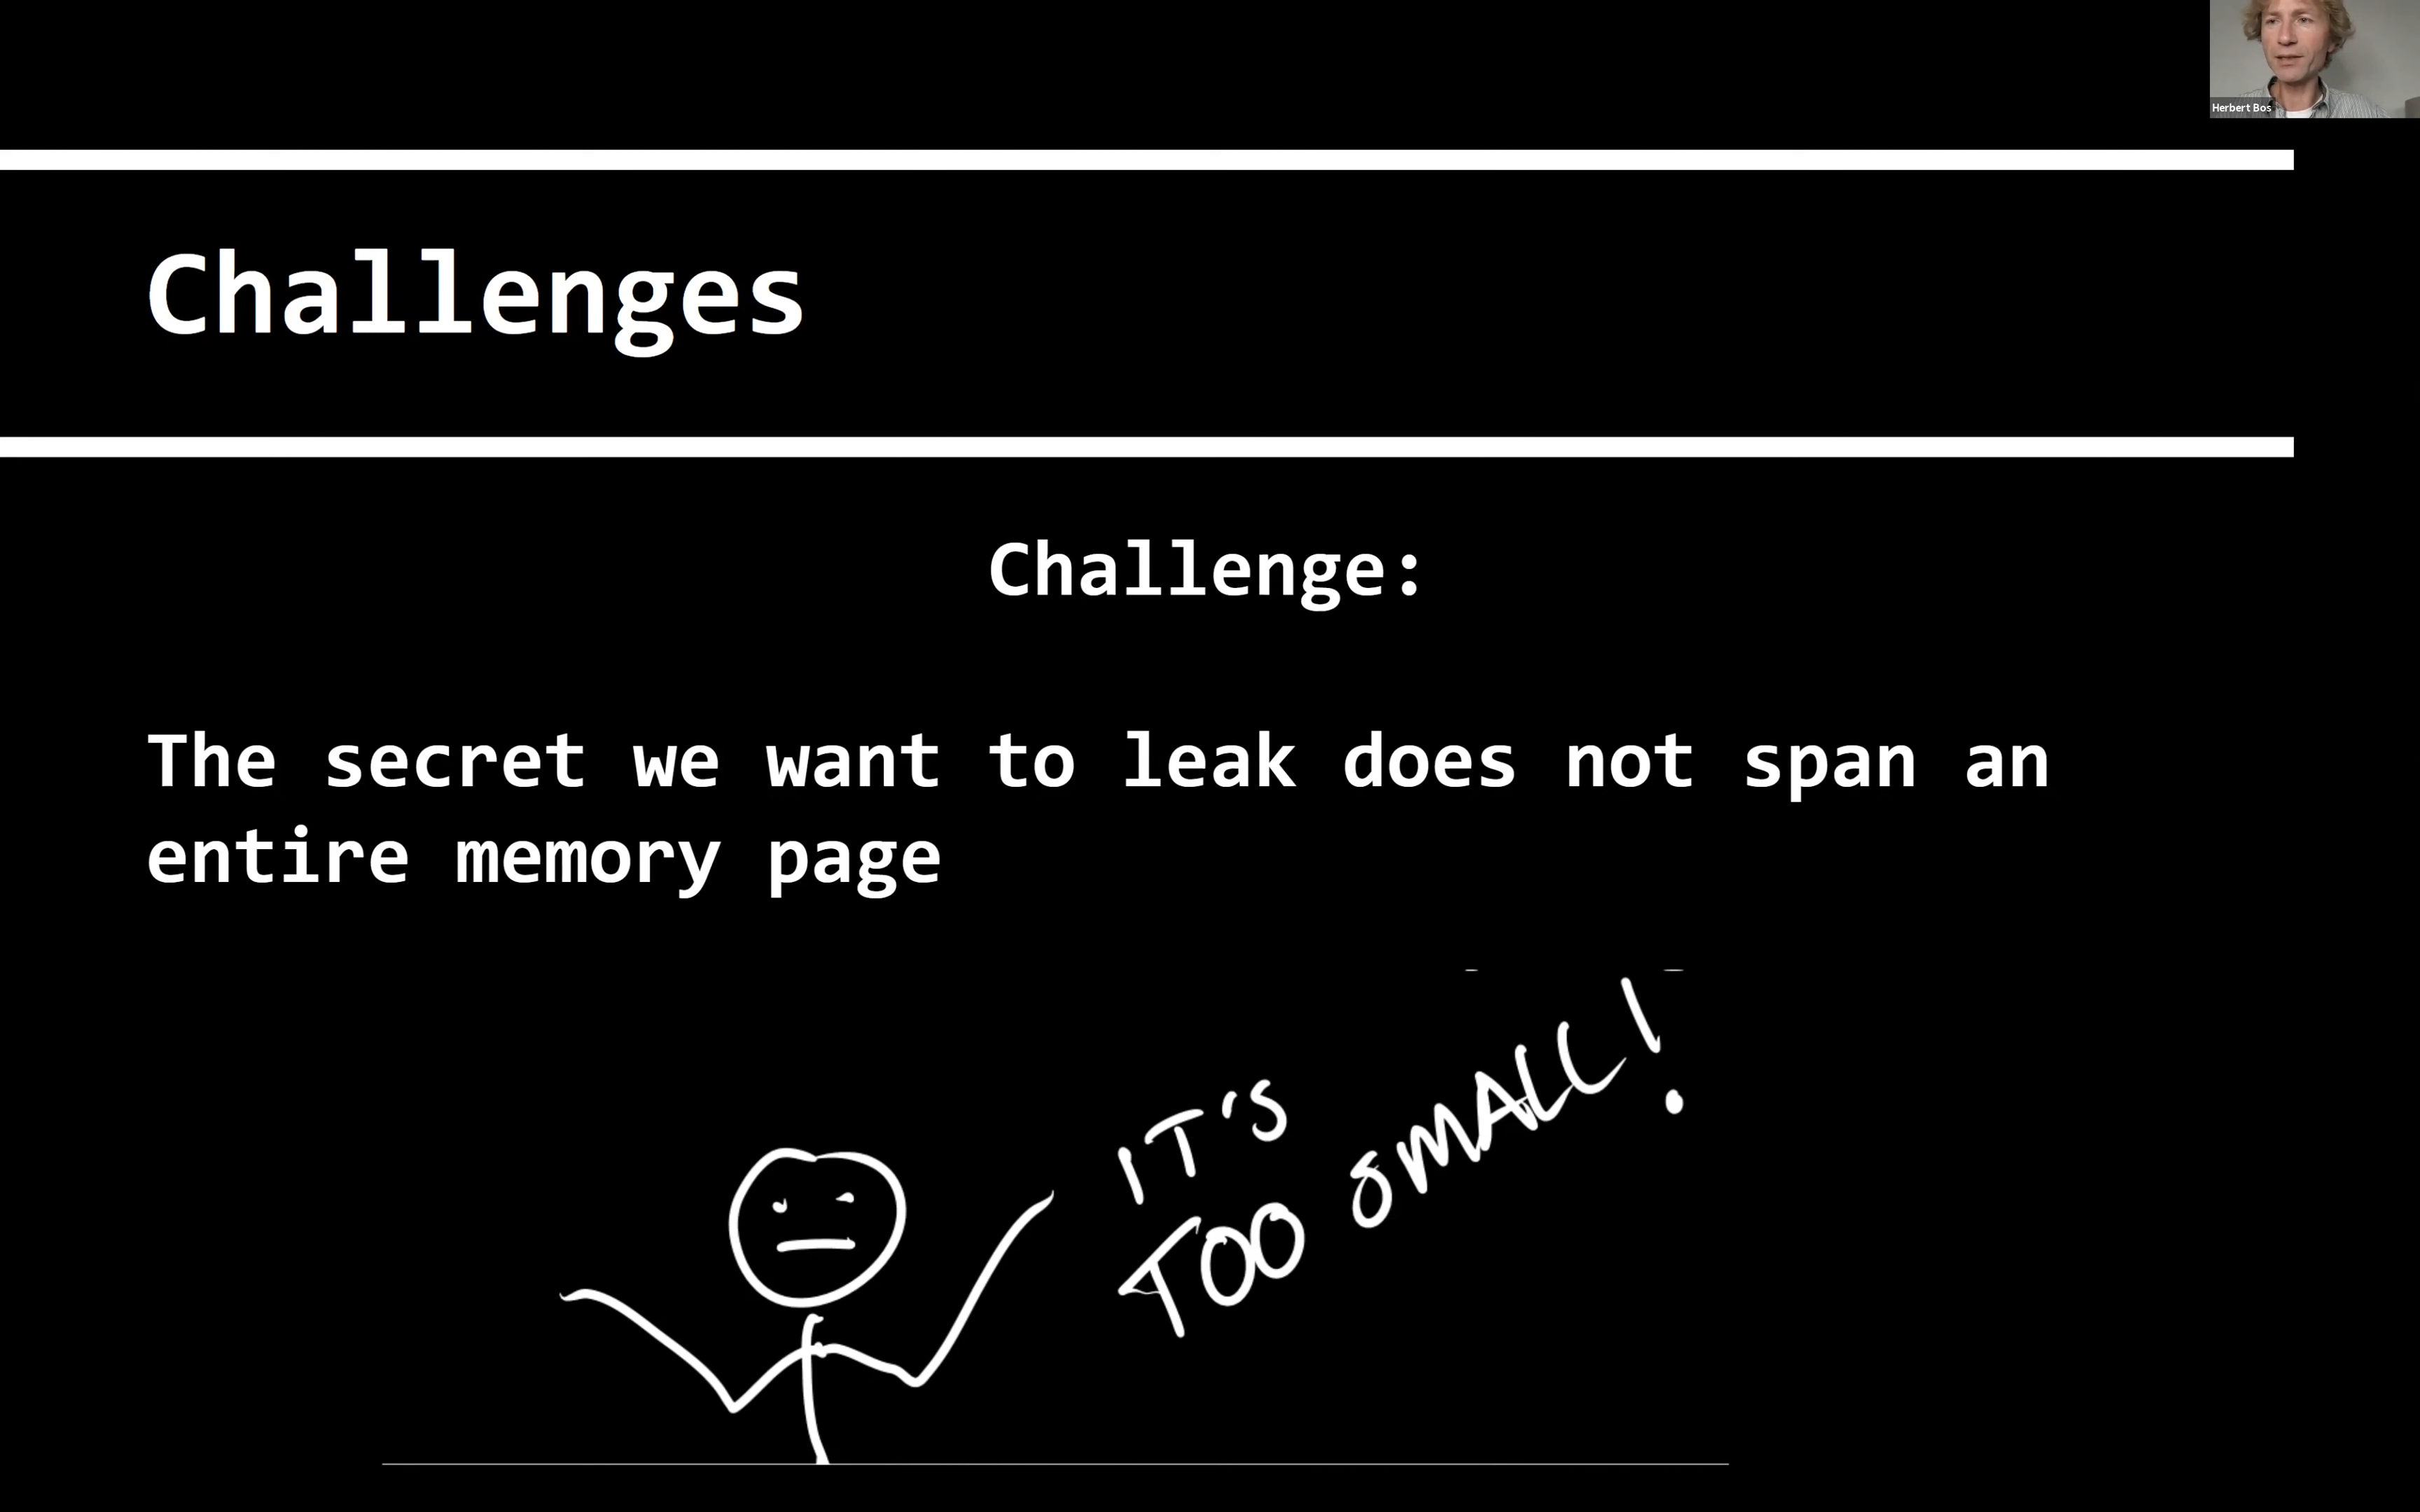 Herbert Bos
Challenges
Challenge:
The secret we want to leak does not span an
entire memory page
IT'S
TOO SMALL!